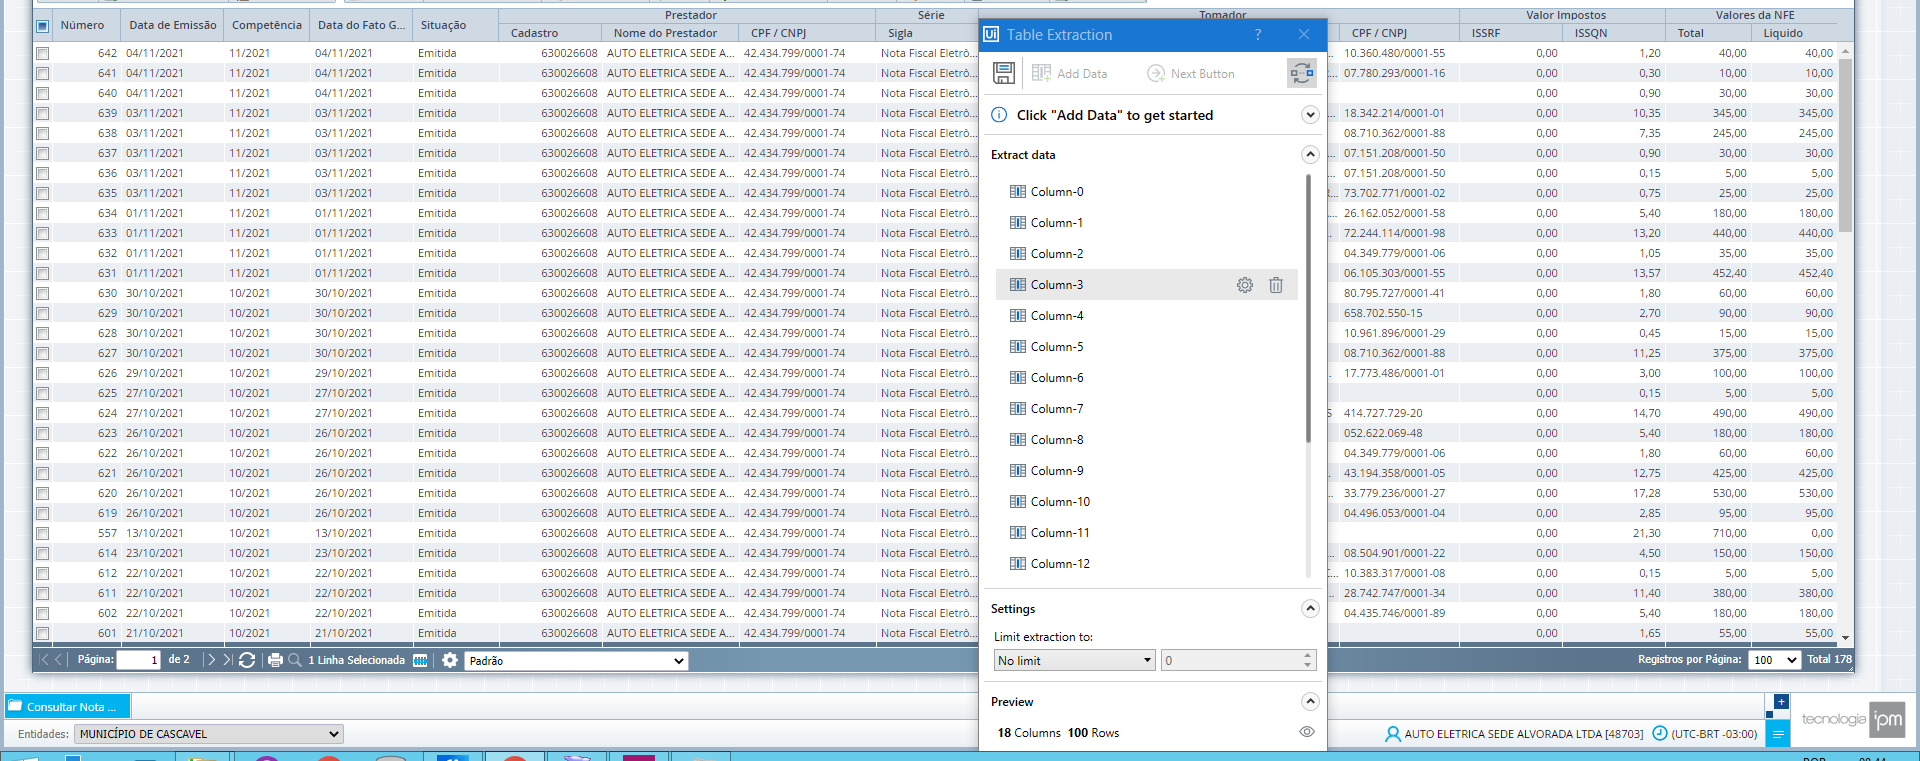 Prestador Série Tomador Valor Impostos Valores da NFE
Número Data de Emissão Competência Data do Fato G... Situação Cadastro Nome do Prestador CPF / CNPJ Sigla CPF / CNPJ ISSRF ISSQN Total Liquido
642 04/11/2021 11/2021 04/11/2021 Emitida 630026608 AUTO ELETRICA SEDE A... 42.434.799/0001-74 Nota Fiscal Eletrô... 10.360.480/0001-55 0,00 1,20 40,00 40,00
641 04/11/2021 11/2021 04/11/2021 Emitida 630026608 AUTO ELETRICA SEDE A... 42.434.799/0001-74 Nota Fiscal Eletrô... 07.780.293/0001-16 0,00 0,30 10,00 10,00
640 04/11/2021 11/2021 04/11/2021 Emitida 630026608 AUTO ELETRICA SEDE A... 42.434.799/0001-74 Nota Fiscal Eletrô... 0,00 0,90 30,00 30,00
639 03/11/2021 11/2021 03/11/2021 Emitida 630026608 AUTO ELETRICA SEDE A... 42.434.799/0001-74 Nota Fiscal Eletrô... 18.342.214/0001-01 0,00 10,35 345,00 345,00
638 03/11/2021 11/2021 03/11/2021 Emitida 630026608 AUTO ELETRICA SEDE A... 42.434.799/0001-74 Nota Fiscal Eletrô... 08.710.362/0001-88 0,00 7,35 245,00 245,00
637 03/11/2021 11/2021 03/11/2021 Emitida 630026608 AUTO ELETRICA SEDE A... 42.434.799/0001-74 Nota Fiscal Eletrô... 07.151.208/0001-50 0,00 0,90 30,00 30,00
636 03/11/2021 11/2021 03/11/2021 Emitida 630026608 AUTO ELETRICA SEDE A... 42.434.799/0001-74 Nota Fiscal Eletrô... 07.151.208/0001-50 0,00 0,15 5,00 5,00
635 03/11/2021 11/2021 03/11/2021 Emitida 630026608 AUTO ELETRICA SEDE A... 42.434.799/0001-74 Nota Fiscal Eletrô... 73.702.771/0001-02 0,00 0,75 25,00 25,00
634 01/11/2021 11/2021 01/11/2021 Emitida 630026608 AUTO ELETRICA SEDE A... 42.434.799/0001-74 Nota Fiscal Eletrô... 26.162.052/0001-58 0,00 5,40 180,00 180,00
633 01/11/2021 11/2021 01/11/2021 Emitida 630026608 AUTO ELETRICA SEDE A... 42.434.799/0001-74 Nota Fiscal Eletrô... 72.244.114/0001-98 0,00 13,20 440,00 440,00
632 01/11/2021 11/2021 01/11/2021 Emitida 630026608 AUTO ELETRICA SEDE A... 42.434.799/0001-74 Nota Fiscal Eletrô... 04.349.779/0001-06 0,00 1,05 35,00 35,00
631 01/11/2021 11/2021 01/11/2021 Emitida 630026608 AUTO ELETRICA SEDE A... 42.434.799/0001-74 Nota Fiscal Eletrô... 06.105.303/0001-55 0,00 13,57 452,40 452,40
630 30/10/2021 10/2021 30/10/2021 Emitida 630026608 AUTO ELETRICA SEDE A... 42.434.799/0001-74 Nota Fiscal Eletrô... 80.795.727/0001-41 0,00 1,80 60,00 60,00
629 30/10/2021 10/2021 30/10/2021 Emitida 630026608 AUTO ELETRICA SEDE A... 42.434.799/0001-74 Nota Fiscal Eletrô... 658.702.550-15 0,00 2,70 90,00 90,00
628 30/10/2021 10/2021 30/10/2021 Emitida 630026608 AUTO ELETRICA SEDE A... 42.434.799/0001-74 Nota Fiscal Eletrô... 10.961.896/0001-29 0,00 0,45 15,00 15,00
627 30/10/2021 10/2021 30/10/2021 Emitida 630026608 AUTO ELETRICA SEDE A... 42.434.799/0001-74 Nota Fiscal Eletrô... 08.710.362/0001-88 0,00 11,25 375,00 375,00
626 29/10/2021 10/2021 29/10/2021 Emitida 630026608 AUTO ELETRICA SEDE A... 42.434.799/0001-74 Nota Fiscal Eletrô... 17.773.486/0001-01 0,00 3,00 100,00 100,00
625 27/10/2021 10/2021 27/10/2021 Emitida 630026608 AUTO ELETRICA SEDE A... 42.434.799/0001-74 Nota Fiscal Eletrô... 0,00 0,15 5,00 5,00
624 27/10/2021 10/2021 27/10/2021 Emitida 630026608 AUTO ELETRICA SEDE A... 42.434.799/0001-74 Nota Fiscal Eletrô... S 414.727.729-20 0,00 14,70 490,00 490,00
623 26/10/2021 10/2021 26/10/2021 Emitida 630026608 AUTO ELETRICA SEDE A... 42.434.799/0001-74 Nota Fiscal Eletrô... 052.622.069-48 0,00 5,40 180,00 180,00
622 26/10/2021 10/2021 26/10/2021 Emitida 630026608 AUTO ELETRICA SEDE A... 42.434.799/0001-74 Nota Fiscal Eletrô... 04.349.779/0001-06 0,00 1,80 60,00 60,00
621 26/10/2021 10/2021 26/10/2021 Emitida 630026608 AUTO ELETRICA SEDE A... 42.434.799/0001-74 Nota Fiscal Eletrô... 43.194.358/0001-05 0,00 12,75 425,00 425,00
620 26/10/2021 10/2021 26/10/2021 Emitida 630026608 AUTO ELETRICA SEDE A... 42.434.799/0001-74 Nota Fiscal Eletrô... 33.779.236/0001-27 0,00 17,28 530,00 530,00
619 26/10/2021 10/2021 26/10/2021 Emitida 630026608 AUTO ELETRICA SEDE A... 42.434.799/0001-74 Nota Fiscal Eletrô... 04.496.053/0001-04 0,00 2,85 95,00 95,00
557 13/10/2021 10/2021 13/10/2021 Emitida 630026608 AUTO ELETRICA SEDE A... 42.434.799/0001-74 Nota Fiscal Eletrô... 0,00 21,30 710,00 0,00
614 23/10/2021 10/2021 23/10/2021 Emitida 630026608 AUTO ELETRICA SEDE A... 42.434.799/0001-74 Nota Fiscal Eletrô... 08.504.901/0001-22 0,00 4,50 150,00 150,00
612 22/10/2021 10/2021 22/10/2021 Emitida 630026608 AUTO ELETRICA SEDE A... 42.434.799/0001-74 Nota Fiscal Eletrô... 10.383.317/0001-08 0,00 0,15 5,00 5,00
611 22/10/2021 10/2021 22/10/2021 Emitida 630026608 AUTO ELETRICA SEDE A... 42.434.799/0001-74 Nota Fiscal Eletrô... 28.742.747/0001-34 0,00 11,40 380,00 380,00
602 22/10/2021 10/2021 22/10/2021 Emitida 630026608 AUTO ELETRICA SEDE A... 42.434.799/0001-74 Nota Fiscal Eletrô... 04.435.746/0001-89 0,00 5,40 180,00 180,00
601 21/10/2021 10/2021 21/10/2021 Emitida 630026608 AUTO ELETRICA SEDE A... 42.434.799/0001-74 Nota Fiscal Eletrô... 0,00 1,65 55,00 55,00
Página: 1 de 2 1 Linha Selecionada Padrão Registros por Página: 100 Total 178
Ui Table Extraction ?
Add Data Next Button
Click "Add Data" to get started
Extract data
Column-0
Column-1
Column-2
Column-3
Column-4
Column-5
Column-6
Column-7
Column-8
Column-9
Column-10
Column-11
Column-12
Settings
Limit extraction to:
No limit 0
Preview
18 Columns 100 Rows
Consultar Nota ...
Entidades: MUNICÍPIO DE CASCAVEL
AUTO ELETRICA SEDE ALVORADA LTDA [48703] (UTC-BRT -03:00)
tecnologia ipm